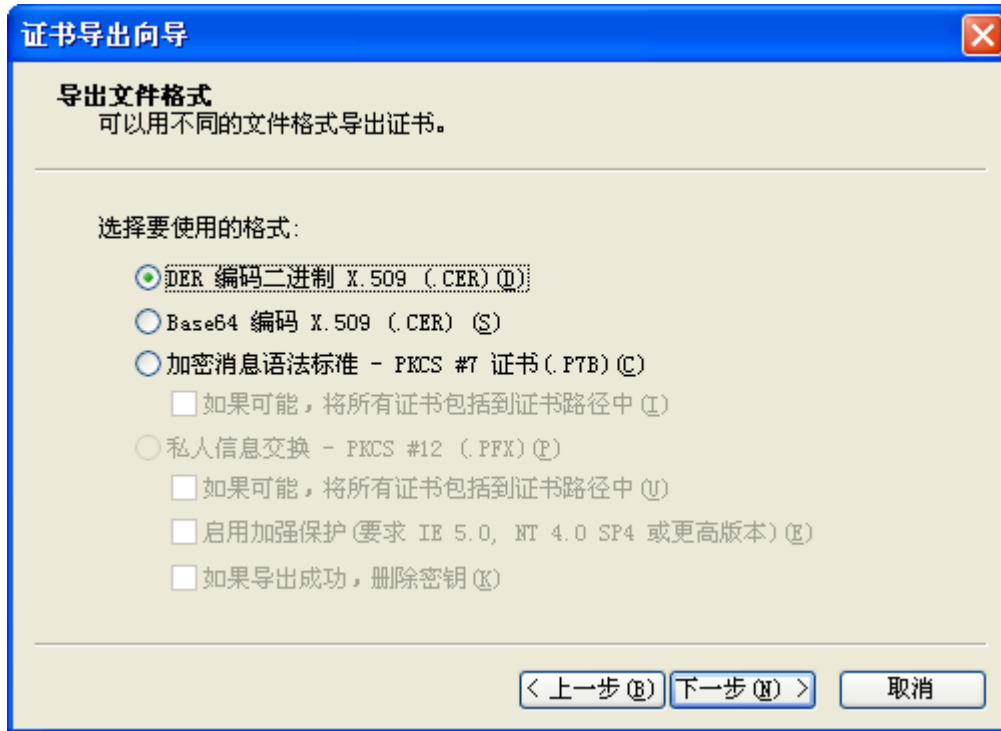 证书导出向导
导出文件格式
可以用不同的文件格式导出证书。
选择要使用的格式:
DER 编码二进制 X.509 (.CER)(D)
Base64 编码 X.509 (.CER) (S)
加密消息语法标准 - PKCS #7 证书(.P7B)(C)
如果可能，将所有证书包括到证书路径中(I)
私人信息交换 - PKCS #12 (.PFX)(P)
如果可能，将所有证书包括到证书路径中(U)
启用加强保护(要求 IE 5.0, NT 4.0 SP4 或更高版本)(E)
如果导出成功，删除密钥(K)
< 上一步(B) 下一步(N) > 取消